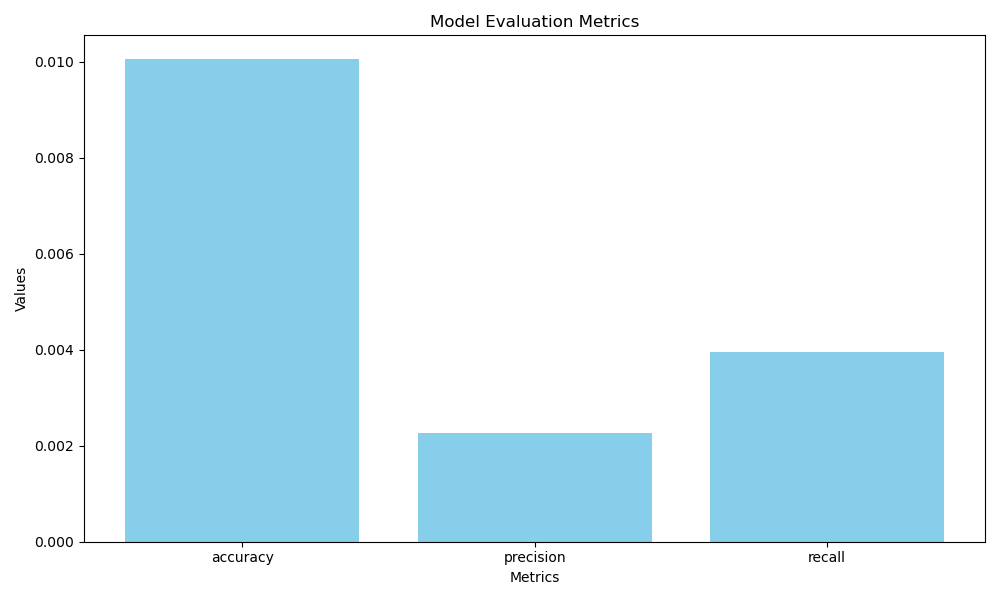 Model Evaluation Metrics
0.010
0.008
0.006
0.004
0.002
0.000
Values
accuracy precision recall
Metrics